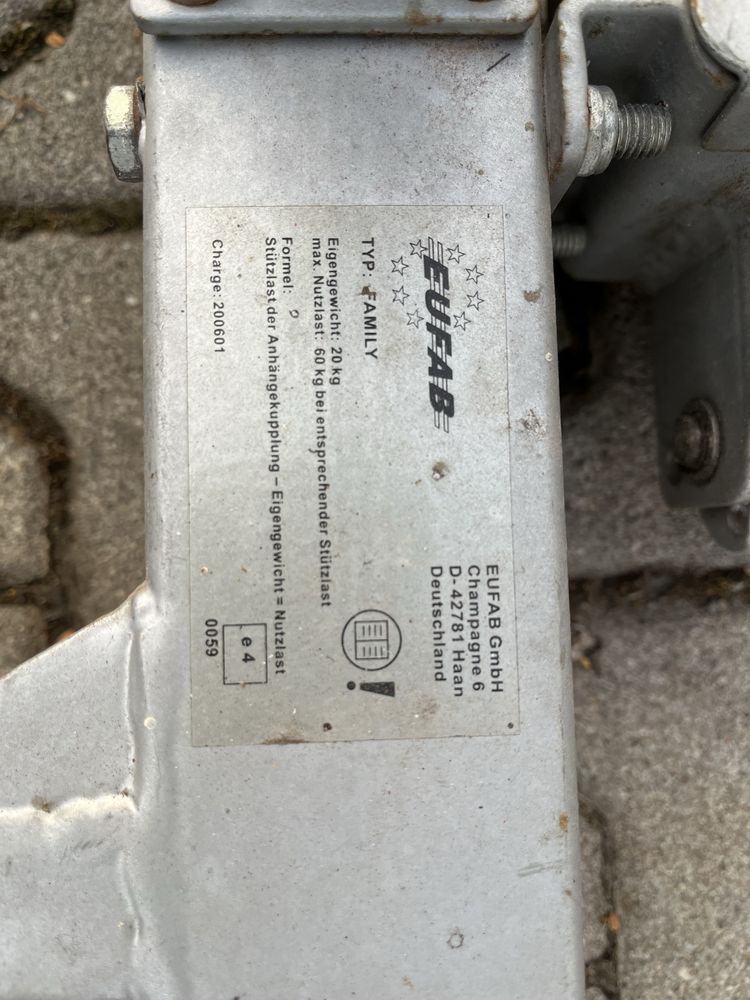 EUFAB
EUFAB GmbH
Champagne 6
D- 42781 Haan
Deutschland
TYP: FAMILY
Eigengewicht: 20 kg
max. Nutzlast: 60 kg bei entsprechender Stützlast
Formel:
Stützlast der Anhängekupplung – Eigengewicht = Nutzlast
e 4
Charge: 200601
0059